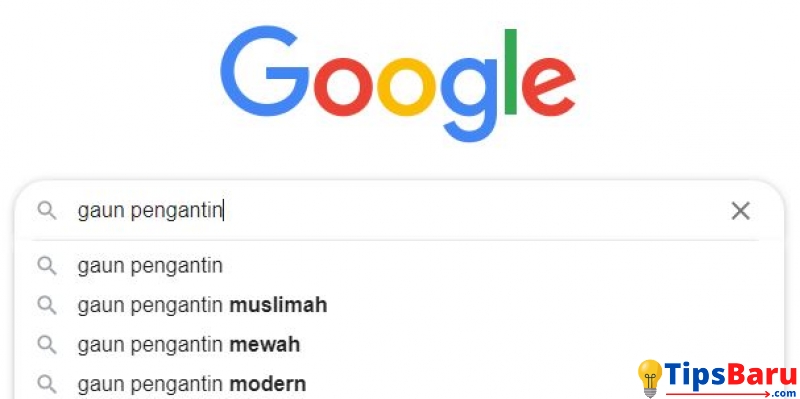 Google
gaun pengantin
gaun pengantin
gaun pengantin muslimah
gaun pengantin mewah
gaun pengantin modern
TipsBaru
.com